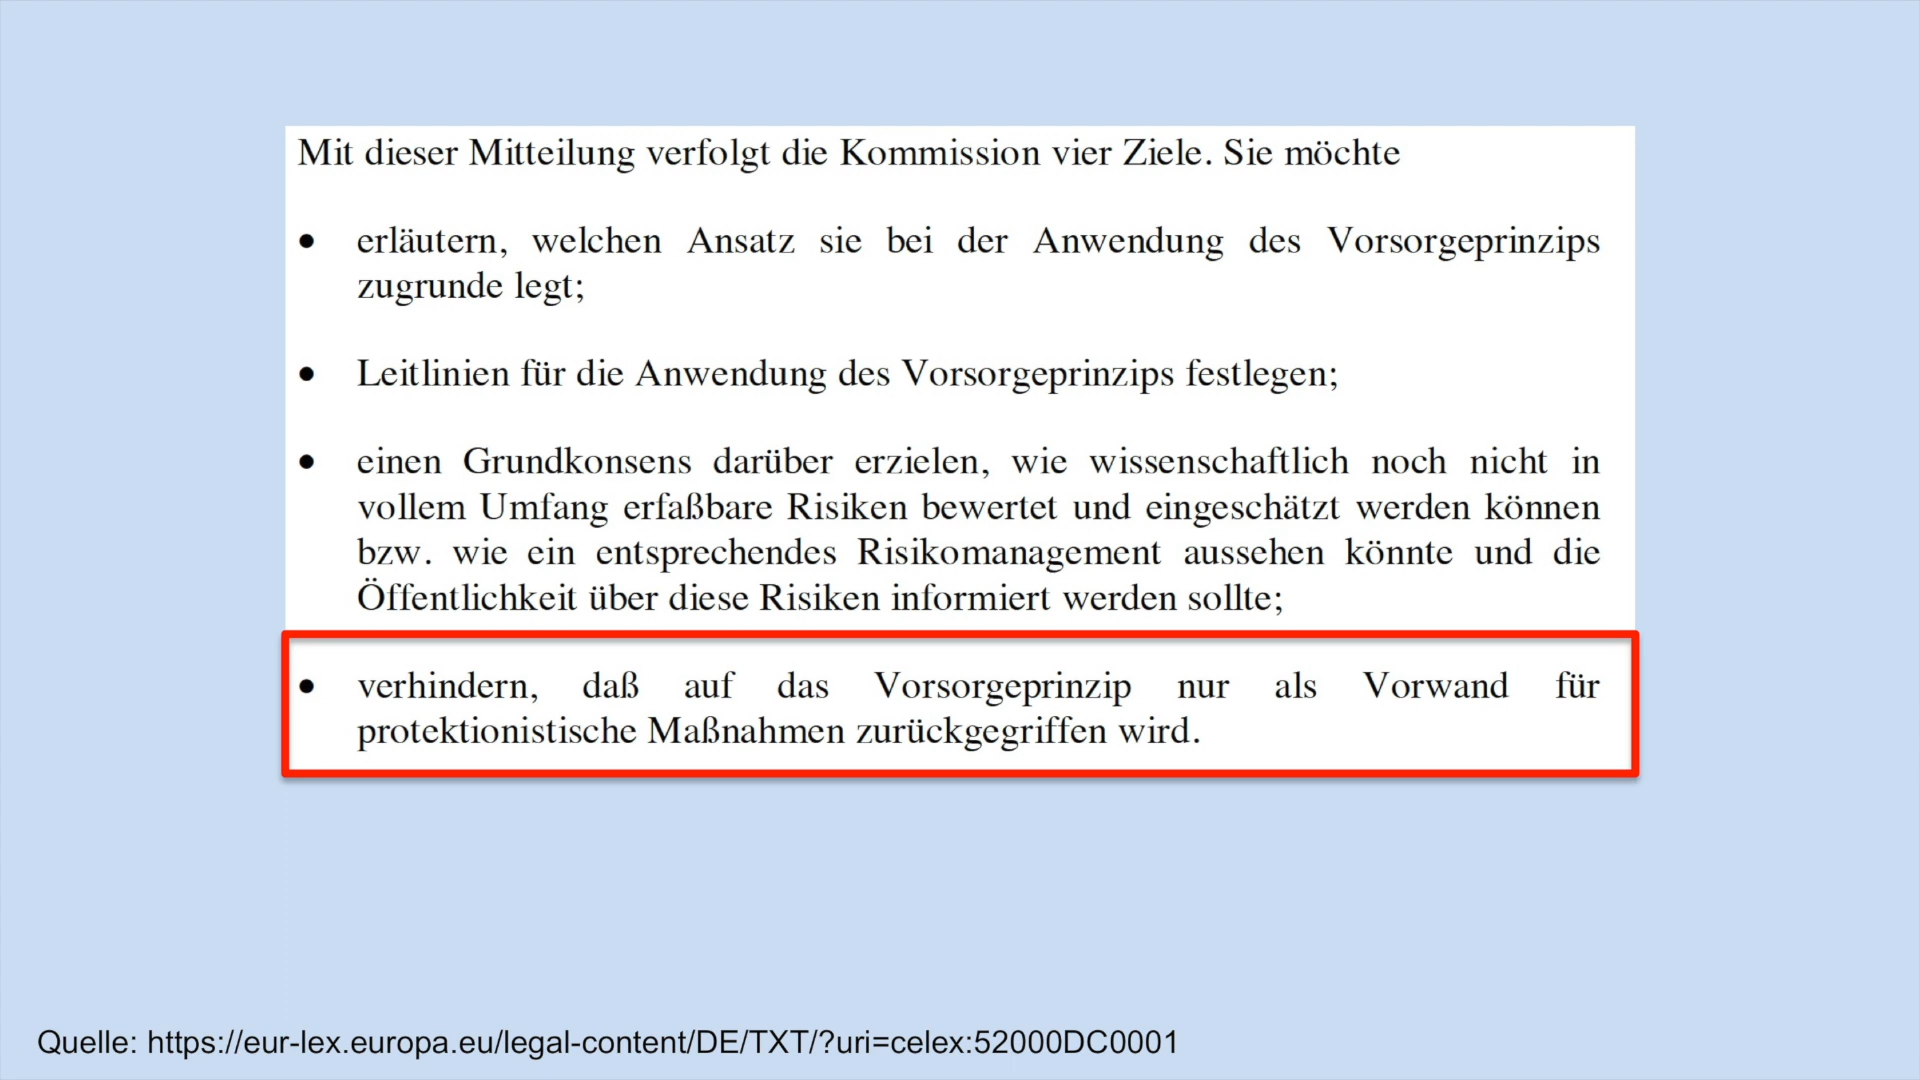 Mit dieser Mitteilung verfolgt die Kommission vier Ziele. Sie möchte
• erläutern, welchen Ansatz sie bei der Anwendung des Vorsorgeprinzips
zugrunde legt;
• Leitlinien für die Anwendung des Vorsorgeprinzips festlegen;
• einen Grundkonsens darüber erzielen, wie wissenschaftlich noch nicht in
vollem Umfang erfaßbare Risiken bewertet und eingeschätzt werden können
bzw. wie ein entsprechendes Risikomanagement aussehen könnte und die
Öffentlichkeit über diese Risiken informiert werden sollte;
• verhindern, daß auf das Vorsorgeprinzip nur als Vorwand für
protektionistische Maßnahmen zurückgegriffen wird.
Quelle: https://eur-lex.europa.eu/legal-content/DE/TXT/?uri=celex:52000DC0001